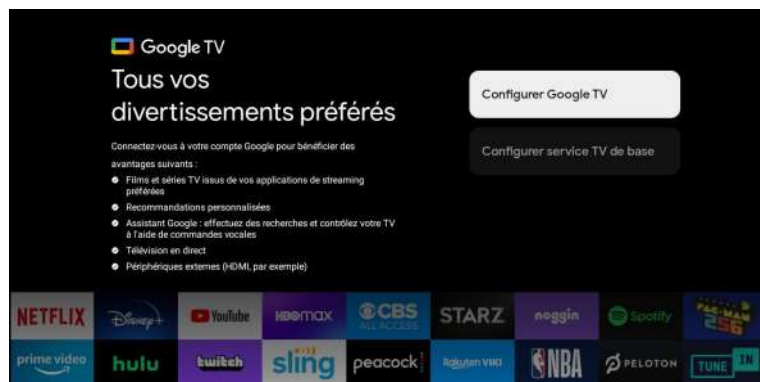 Google TV
Tous vos
divertissements préférés
Connectez-vous à votre compte Google pour bénéficier des
avantages suivants :
Films et séries TV issus de vos applications de streaming
préférées
Recommandations personnalisées
Assistant Google : effectuez des recherches et contrôlez votre TV
à l'aide de commandes vocales
Télévision en direct
Périphériques externes (HDMI, par exemple)
Configurer Google TV
Configurer service TV de base
NETFLIX Disney+ YouTube HBOmax CBS STARZ noggin Spotify PAC-MAN
ALL ACCESS 256
prime video hulu twitch sling peacock Rakuten VIKI NBA PELOTON TUNE IN